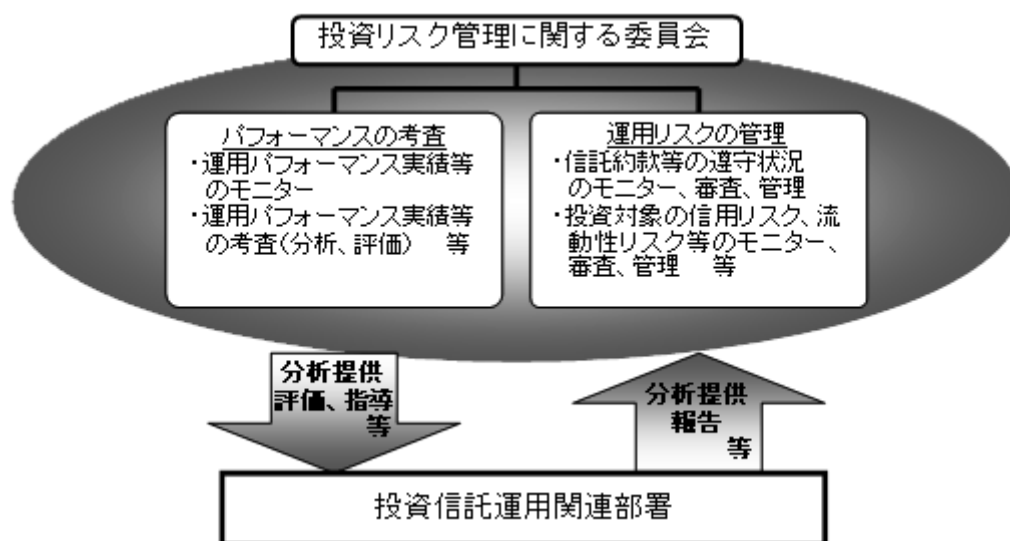 投資リスク管理に関する委員会
パフォーマンスの考査
・運用パフォーマンス実績等
のモニター
・運用パフォーマンス実績等
の考査(分析、評価) 等
運用リスクの管理
・信託約款等の遵守状況
のモニター、審査、管理
・投資対象の信用リスク、流
動性リスク等のモニター、
審査、管理 等
分析提供
評価、指導
等
分析提供
報告
等
投資信託運用関連部署